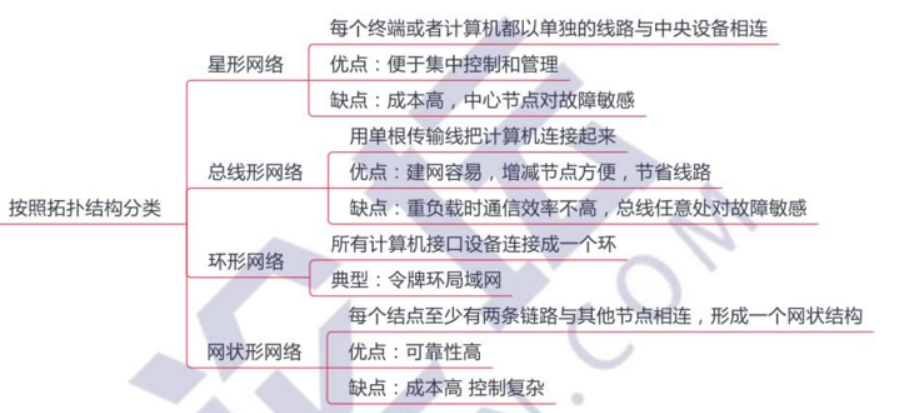 按照拓扑结构分类
星形网络
每个终端或者计算机都以单独的线路与中央设备相连
优点：便于集中控制和管理
缺点：成本高，中心节点对故障敏感
总线形网络
用单根传输线把计算机连接起来
优点：建网容易，增减节点方便，节省线路
缺点：重负载时通信效率不高，总线任意处对故障敏感
环形网络
所有计算机接口设备连接成一个环
典型：令牌环局域网
网状形网络
每个结点至少有两条链路与其他节点相连，形成一个网状结构
优点：可靠性高
缺点：成本高 控制复杂